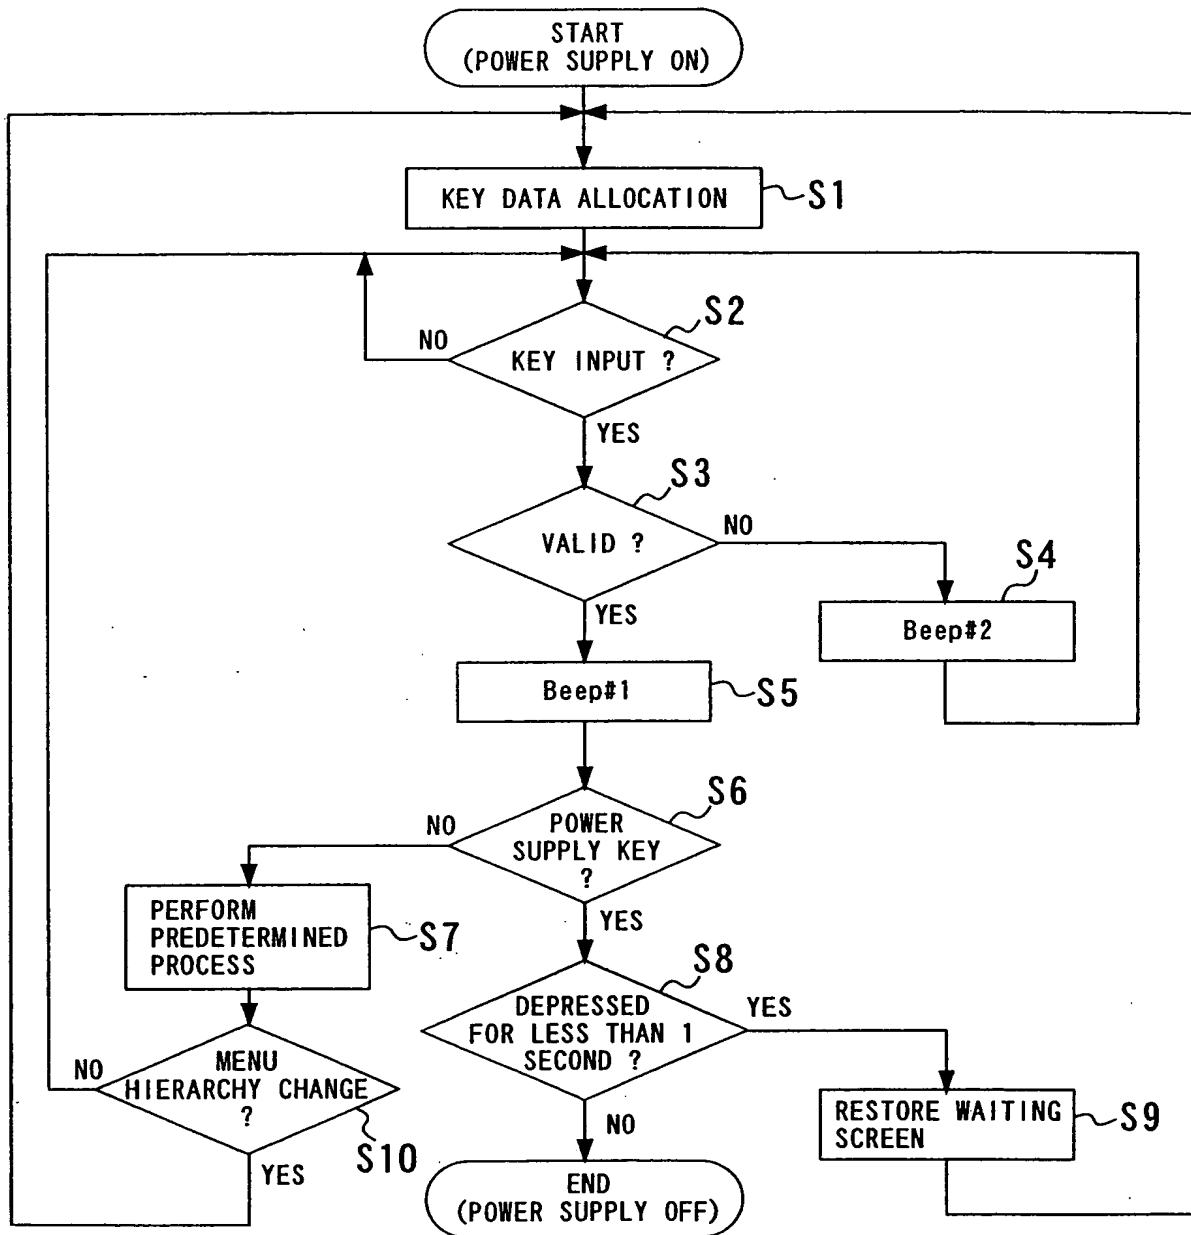 START
(POWER SUPPLY ON)
KEY DATA ALLOCATION
S1
S2
NO
KEY INPUT ?
YES
S3
NO
VALID ?
S4
YES
Beep#2
Beep#1
S5
S6
NO
POWER
SUPPLY KEY
?
PERFORM
PREDETERMINED
PROCESS
S7
YES
S8
DEPRESSED
FOR LESS THAN 1
SECOND ?
YES
NO
MENU
HIERARCHY CHANGE
?
S10
YES
NO
RESTORE WAITING
SCREEN
S9
END
(POWER SUPPLY OFF)